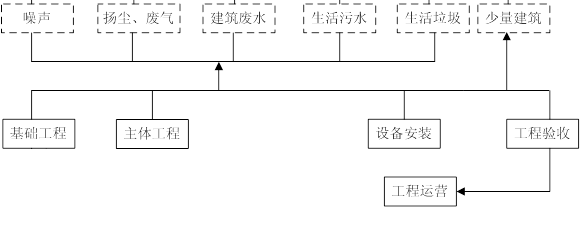 噪声
扬尘、废气
建筑废水
生活污水
生活垃圾
少量建筑
基础工程
主体工程
设备安装
工程验收
工程运营